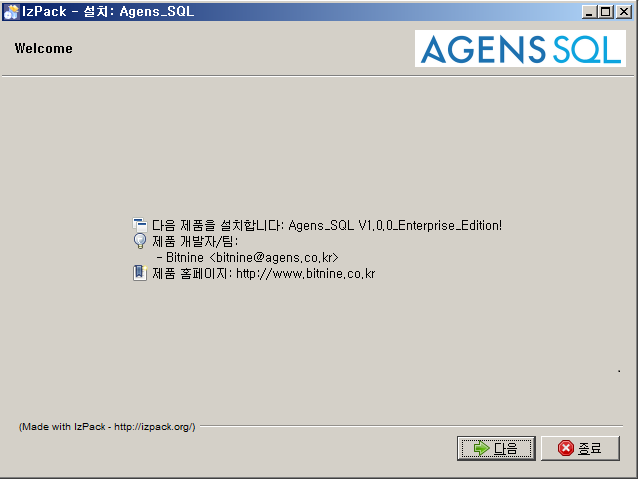 IzPack - 설치: Agens_SQL
Welcome
AGENS SQL
다음 제품을 설치합니다: Agens_SQL V1.0.0_Enterprise_Edition!
제품 개발자/팀:
- Bitnine <bitnine@agens.co.kr>
제품 홈페이지: http://www.bitnine.co.kr
.
(Made with IzPack - http://izpack.org/)
다음 종료